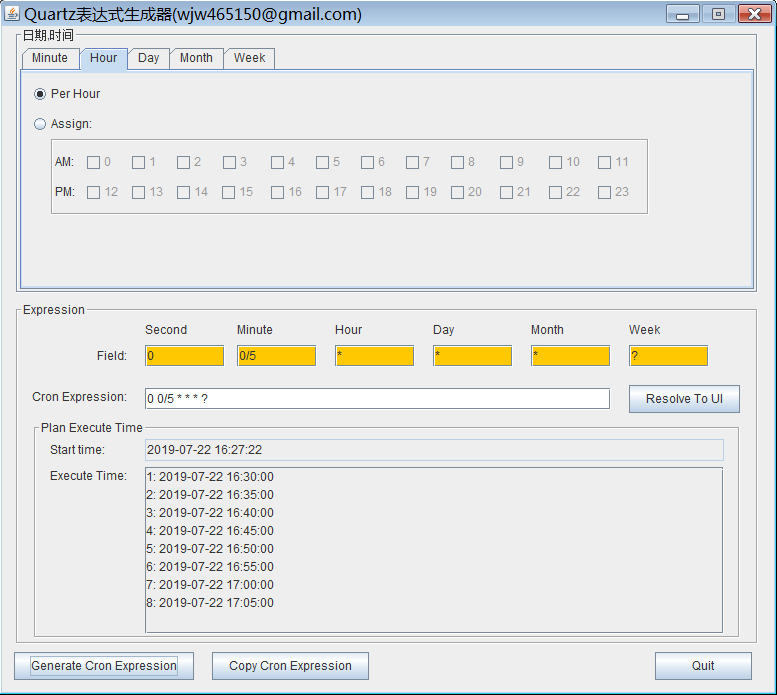 Quartz表达式生成器(wjw465150@gmail.com)
日期,时间
Minute Hour Day Month Week
Per Hour
Assign:
AM: 0 1 2 3 4 5 6 7 8 9 10 11
PM: 12 13 14 15 16 17 18 19 20 21 22 23
Expression
Second Minute Hour Day Month Week
Field: 0 0/5 * * * ?
Cron Expression: 0 0/5 * * * ? Resolve To UI
Plan Execute Time
Start time: 2019-07-22 16:27:22
Execute Time: 1: 2019-07-22 16:30:00
2: 2019-07-22 16:35:00
3: 2019-07-22 16:40:00
4: 2019-07-22 16:45:00
5: 2019-07-22 16:50:00
6: 2019-07-22 16:55:00
7: 2019-07-22 17:00:00
8: 2019-07-22 17:05:00
Generate Cron Expression Copy Cron Expression Quit